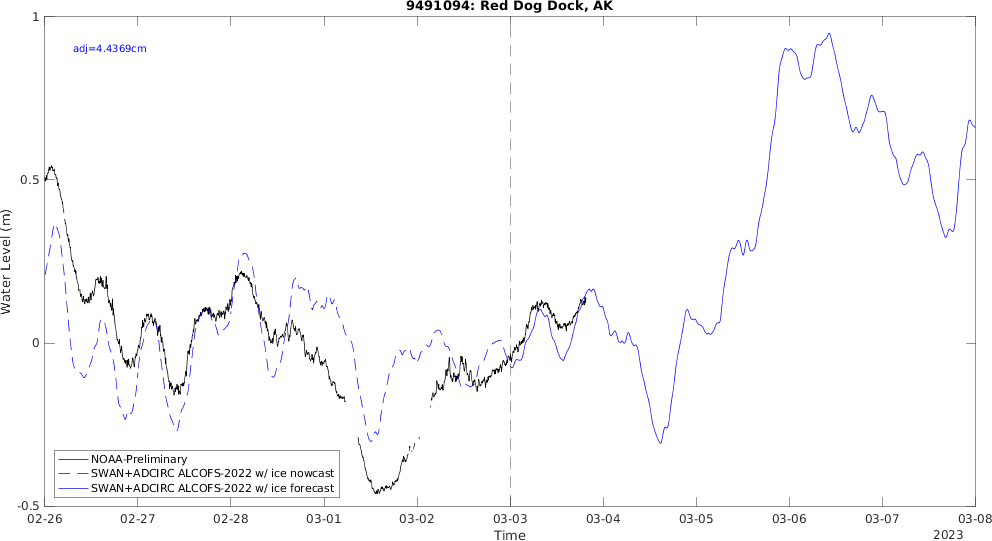 9491094: Red Dog Dock, AK
adj=4.4369cm
1
0.5
0
-0.5
Water Level (m)
NOAA-Preliminary
SWAN+ADCIRC ALCOFS-2022 w/ ice nowcast
SWAN+ADCIRC ALCOFS-2022 w/ ice forecast
02-26 02-27 02-28 03-01 03-02 03-03 03-04 03-05 03-06 03-07 03-08
Time
2023